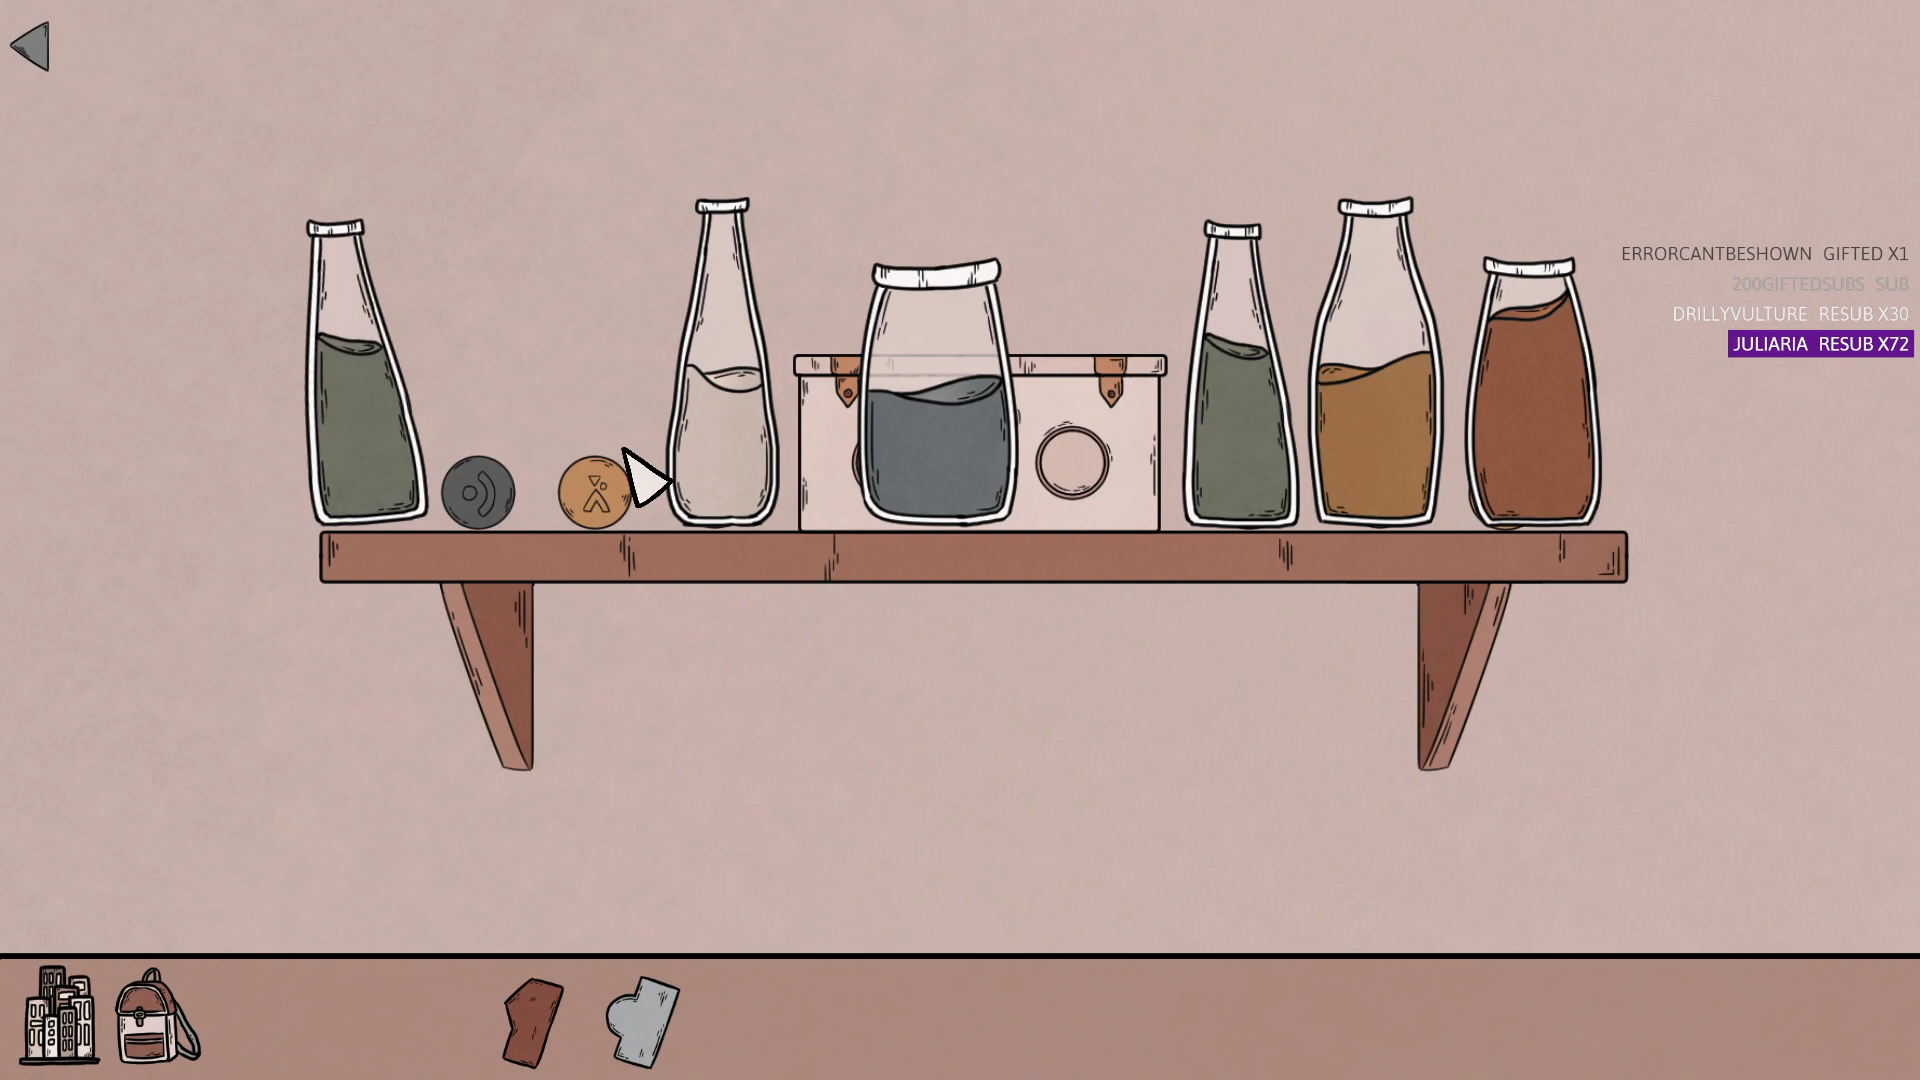 ERRORCANTBESHOWN GIFTED X1
200GIFTEDSUBS SUB
DRILLYVULTURE RESUB X30
JULIARIA RESUB X72